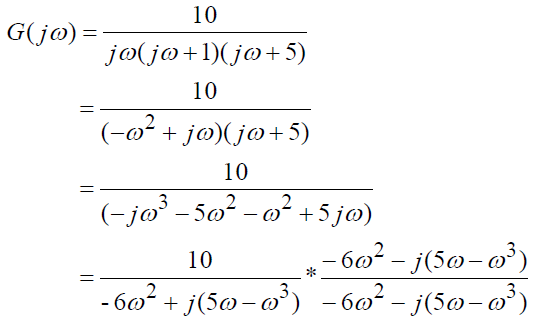 G(jω) = 10 / jω(jω+1)(jω+5)
= 10 / (−ω² + jω)(jω+5)
= 10 / (−jω³ − 5ω² − ω² + 5jω)
= 10 / -6ω² + j(5ω − ω³) * −6ω² − j(5ω − ω³) / −6ω² − j(5ω − ω³)